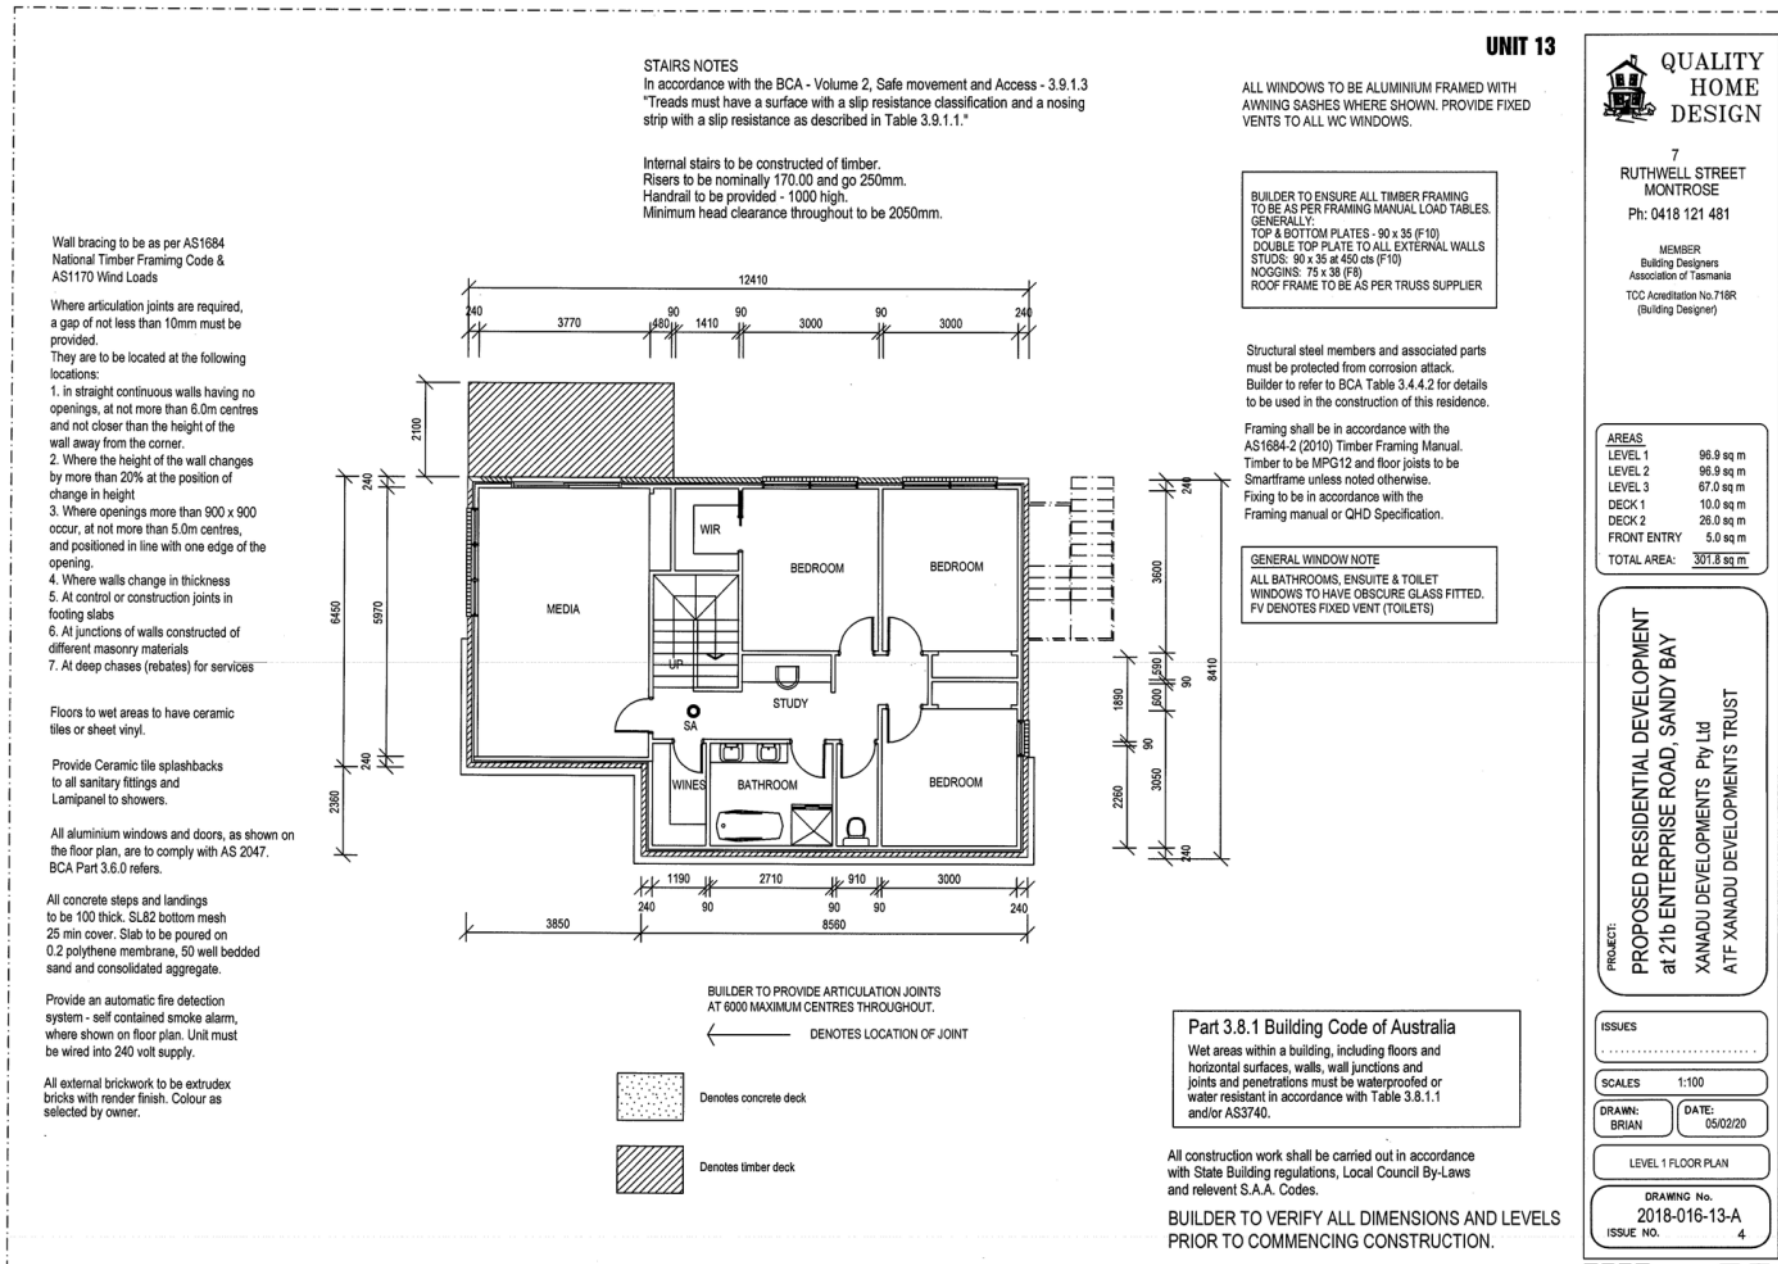 UNIT 13
STAIRS NOTES
In accordance with the BCA - Volume 2, Safe movement and Access - 3.9.1.3
"Treads must have a surface with a slip resistance classification and a nosing
strip with a slip resistance as described in Table 3.9.1.1."
Internal stairs to be constructed of timber.
Risers to be nominally 170.00 and go 250mm.
Handrail to be provided - 1000 high.
Minimum head clearance throughout to be 2050mm.
ALL WINDOWS TO BE ALUMINIUM FRAMED WITH
AWNING SASHES WHERE SHOWN. PROVIDE FIXED
VENTS TO ALL WC WINDOWS.
BUILDER TO ENSURE ALL TIMBER FRAMING
TO BE AS PER FRAMING MANUAL LOAD TABLES.
GENERALLY:
TOP & BOTTOM PLATES - 90 x 35 (F10)
DOUBLE TOP PLATE TO ALL EXTERNAL WALLS
STUDS: 90 x 35 at 450 cts (F10)
NOGGINS: 75 x 38 (F8)
ROOF FRAME TO BE AS PER TRUSS SUPPLIER
Structural steel members and associated parts
must be protected from corrosion attack.
Builder to refer to BCA Table 3.4.4.2 for details
to be used in the construction of this residence.
Framing shall be in accordance with the
AS1684-2 (2010) Timber Framing Manual.
Timber to be MPG12 and floor joists to be
Smartframe unless noted otherwise.
Fixing to be in accordance with the
Framing manual or QHD Specification.
GENERAL WINDOW NOTE
ALL BATHROOMS, ENSUITE & TOILET
WINDOWS TO HAVE OBSCURE GLASS FITTED.
FV DENOTES FIXED VENT (TOILETS)
Wall bracing to be as per AS1684
National Timber Framimg Code &
AS1170 Wind Loads
Where articulation joints are required,
a gap of not less than 10mm must be
provided.
They are to be located at the following
locations:
1. in straight continuous walls having no
openings, at not more than 6.0m centres
and not closer than the height of the
wall away from the corner.
2. Where the height of the wall changes
by more than 20% at the position of
change in height
3. Where openings more than 900 x 900
occur, at not more than 5.0m centres,
and positioned in line with one edge of the
opening.
4. Where walls change in thickness
5. At control or construction joints in
footing slabs
6. At junctions of walls constructed of
different masonry materials
7. At deep chases (rebates) for services
Floors to wet areas to have ceramic
tiles or sheet vinyl.
Provide Ceramic tile splashbacks
to all sanitary fittings and
Lamipanel to showers.
All aluminium windows and doors, as shown on
the floor plan, are to comply with AS 2047.
BCA Part 3.6.0 refers.
All concrete steps and landings
to be 100 thick. SL82 bottom mesh
25 min cover. Slab to be poured on
0.2 polythene membrane, 50 well bedded
sand and consolidated aggregate.
Provide an automatic fire detection
system - self contained smoke alarm,
where shown on floor plan. Unit must
be wired into 240 volt supply.
All external brickwork to be extrudex
bricks with render finish. Colour as
selected by owner.
12410
240 3770 480 90 1410 90 3000 90 3000 240
2100
240
6450
5970
240
2360
MEDIA
WIR
BEDROOM
BEDROOM
UP
STUDY
SA
WINES
BATHROOM
BEDROOM
240
3600
590
90
600
1890
8410
90
3050
2260
240
1190 2710 910 3000
240 90 90 90 240
3850 8560
BUILDER TO PROVIDE ARTICULATION JOINTS
AT 6000 MAXIMUM CENTRES THROUGHOUT.
DENOTES LOCATION OF JOINT
Denotes concrete deck
Denotes timber deck
Part 3.8.1 Building Code of Australia
Wet areas within a building, including floors and
horizontal surfaces, walls, wall junctions and
joints and penetrations must be waterproofed or
water resistant in accordance with Table 3.8.1.1
and/or AS3740.
All construction work shall be carried out in accordance
with State Building regulations, Local Council By-Laws
and relevent S.A.A. Codes.
BUILDER TO VERIFY ALL DIMENSIONS AND LEVELS
PRIOR TO COMMENCING CONSTRUCTION.
QUALITY
HOME
DESIGN
7
RUTHWELL STREET
MONTROSE
Ph: 0418 121 481
MEMBER
Building Designers
Association of Tasmania
TCC Acreditation No.718R
(Building Designer)
AREAS
LEVEL 1 96.9 sq m
LEVEL 2 96.9 sq m
LEVEL 3 67.0 sq m
DECK 1 10.0 sq m
DECK 2 26.0 sq m
FRONT ENTRY 5.0 sq m
TOTAL AREA: 301.8 sq m
PROJECT:
PROPOSED RESIDENTIAL DEVELOPMENT
at 21b ENTERPRISE ROAD, SANDY BAY
XANADU DEVELOPMENTS Pty Ltd
ATF XANADU DEVELOPMENTS TRUST
ISSUES
SCALES 1:100
DRAWN: BRIAN
DATE: 05/02/20
LEVEL 1 FLOOR PLAN
DRAWING No.
2018-016-13-A
ISSUE NO. 4